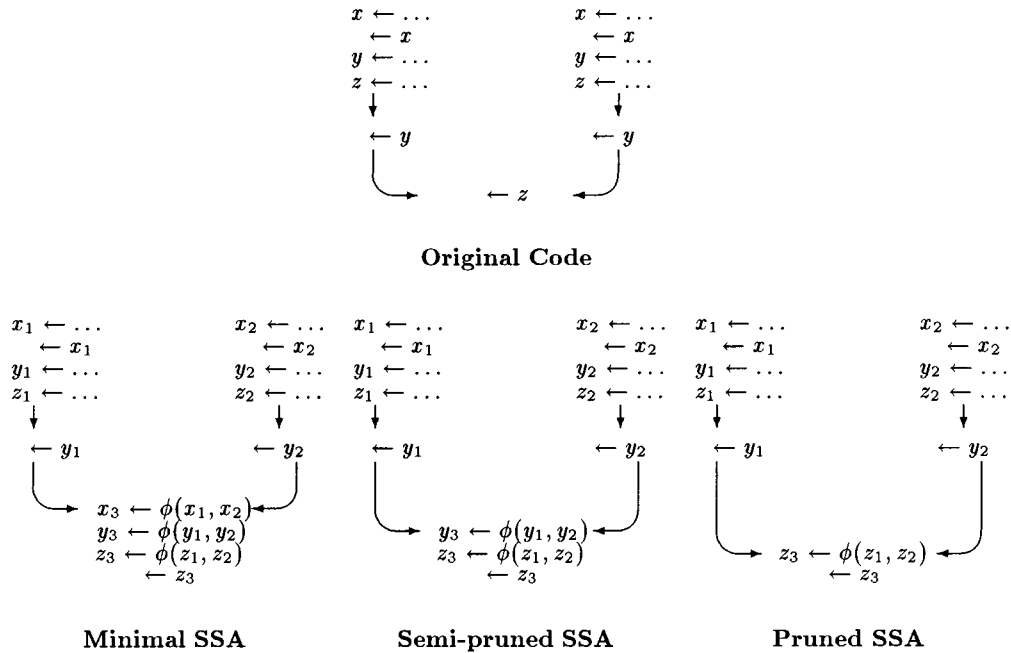 x ← ... x ← ...
← x ← x
y ← ... y ← ...
z ← ... z ← ...
← y ← y
← z
Original Code
x₁ ← ... x₂ ← ... x₁ ← ... x₂ ← ... x₁ ← ... x₂ ← ...
← x₁ ← x₂ ← x₁ ← x₂ ← x₁ ← x₂
y₁ ← ... y₂ ← ... y₁ ← ... y₂ ← ... y₁ ← ... y₂ ← ...
z₁ ← ... z₂ ← ... z₁ ← ... z₂ ← ... z₁ ← ... z₂ ← ...
← y₁ ← y₂ ← y₁ ← y₂ ← y₁ ← y₂
x₃ ← ϕ(x₁, x₂)
y₃ ← ϕ(y₁, y₂) y₃ ← ϕ(y₁, y₂)
z₃ ← ϕ(z₁, z₂) z₃ ← ϕ(z₁, z₂) z₃ ← ϕ(z₁, z₂)
← z₃ ← z₃ ← z₃
Minimal SSA Semi-pruned SSA Pruned SSA